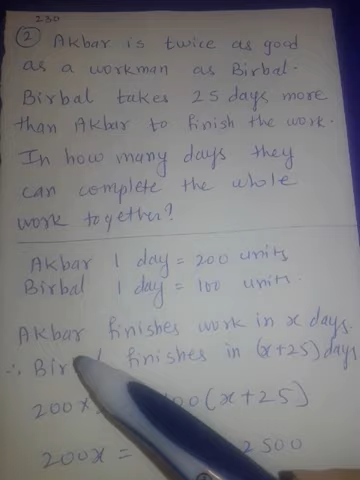 230
2 Akbar is twice as good
as a workman as Birbal.
Birbal takes 25 days more
than Akbar to finish the work.
In how many days they
can complete the whole
work together?
Akbar 1 day = 200 units
Birbal 1 day = 100 units.
Akbar finishes work in x days.
∴ finishes in (x+25) days
200 (x+25)
200x = 2500